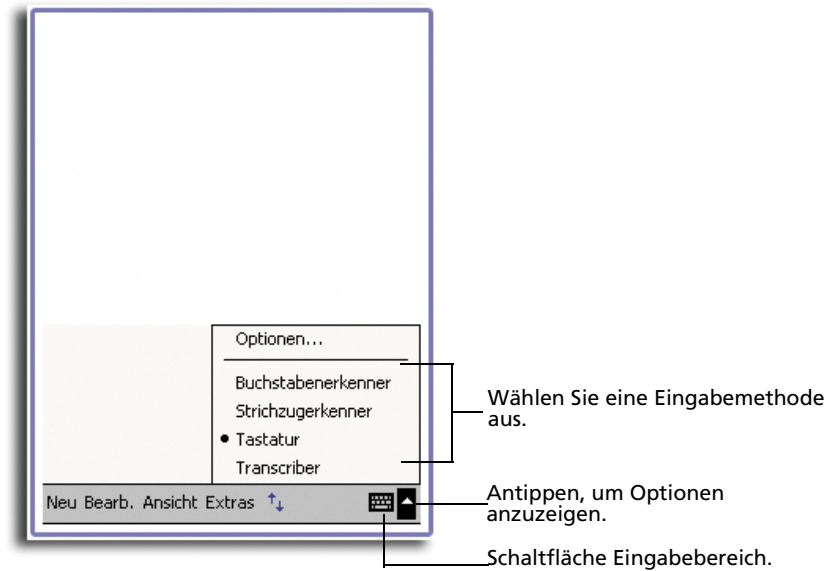 Optionen...
Buchstabenerkenner
Strichzugerkenner
Tastatur
Transcriber
Neu Bearb. Ansicht Extras
Wählen Sie eine Eingabemethode
aus.
Antippen, um Optionen
anzuzeigen.
Schaltfläche Eingabebereich.